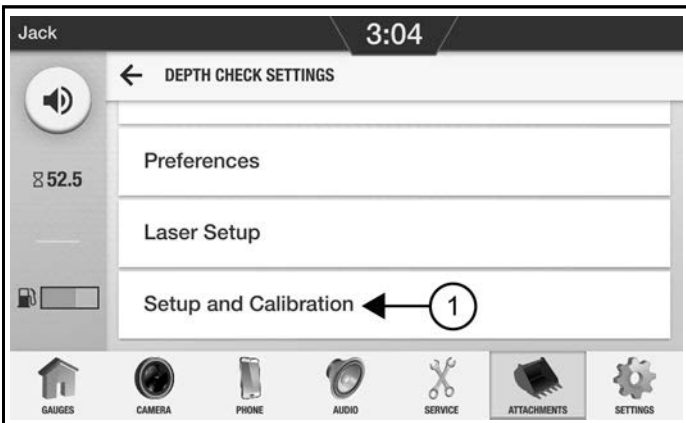 Jack
3:04
← DEPTH CHECK SETTINGS
52.5
Preferences
Laser Setup
Setup and Calibration
1
GAUGES CAMERA PHONE AUDIO SERVICE ATTACHMENTS SETTINGS